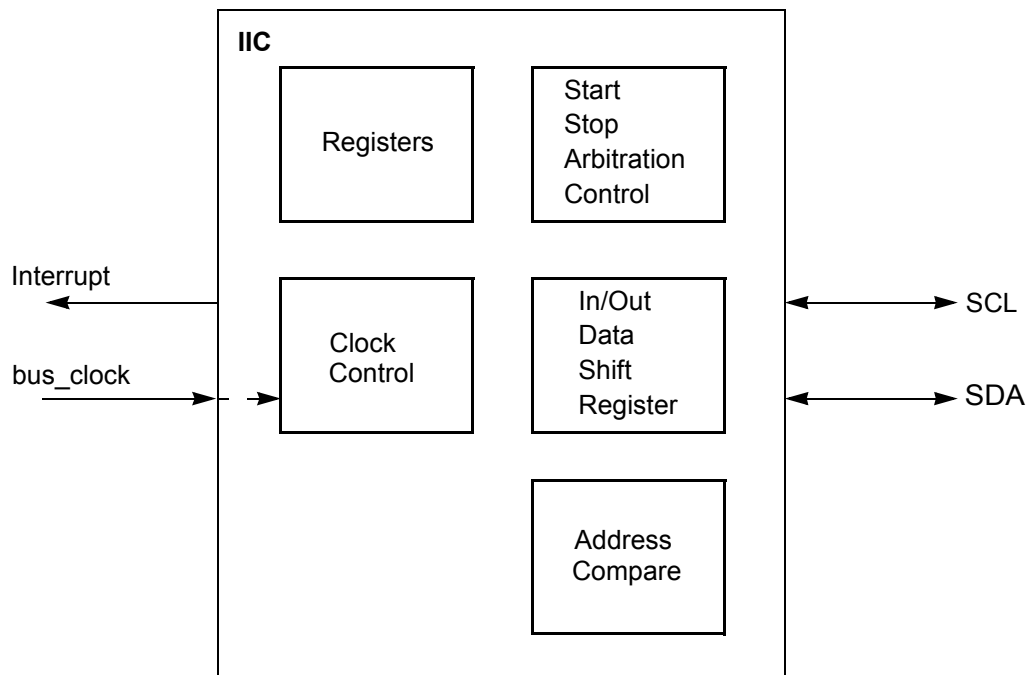 IIC
Registers
Start
Stop
Arbitration
Control
Interrupt
bus_clock
Clock
Control
In/Out
Data
Shift
Register
SCL
SDA
Address
Compare